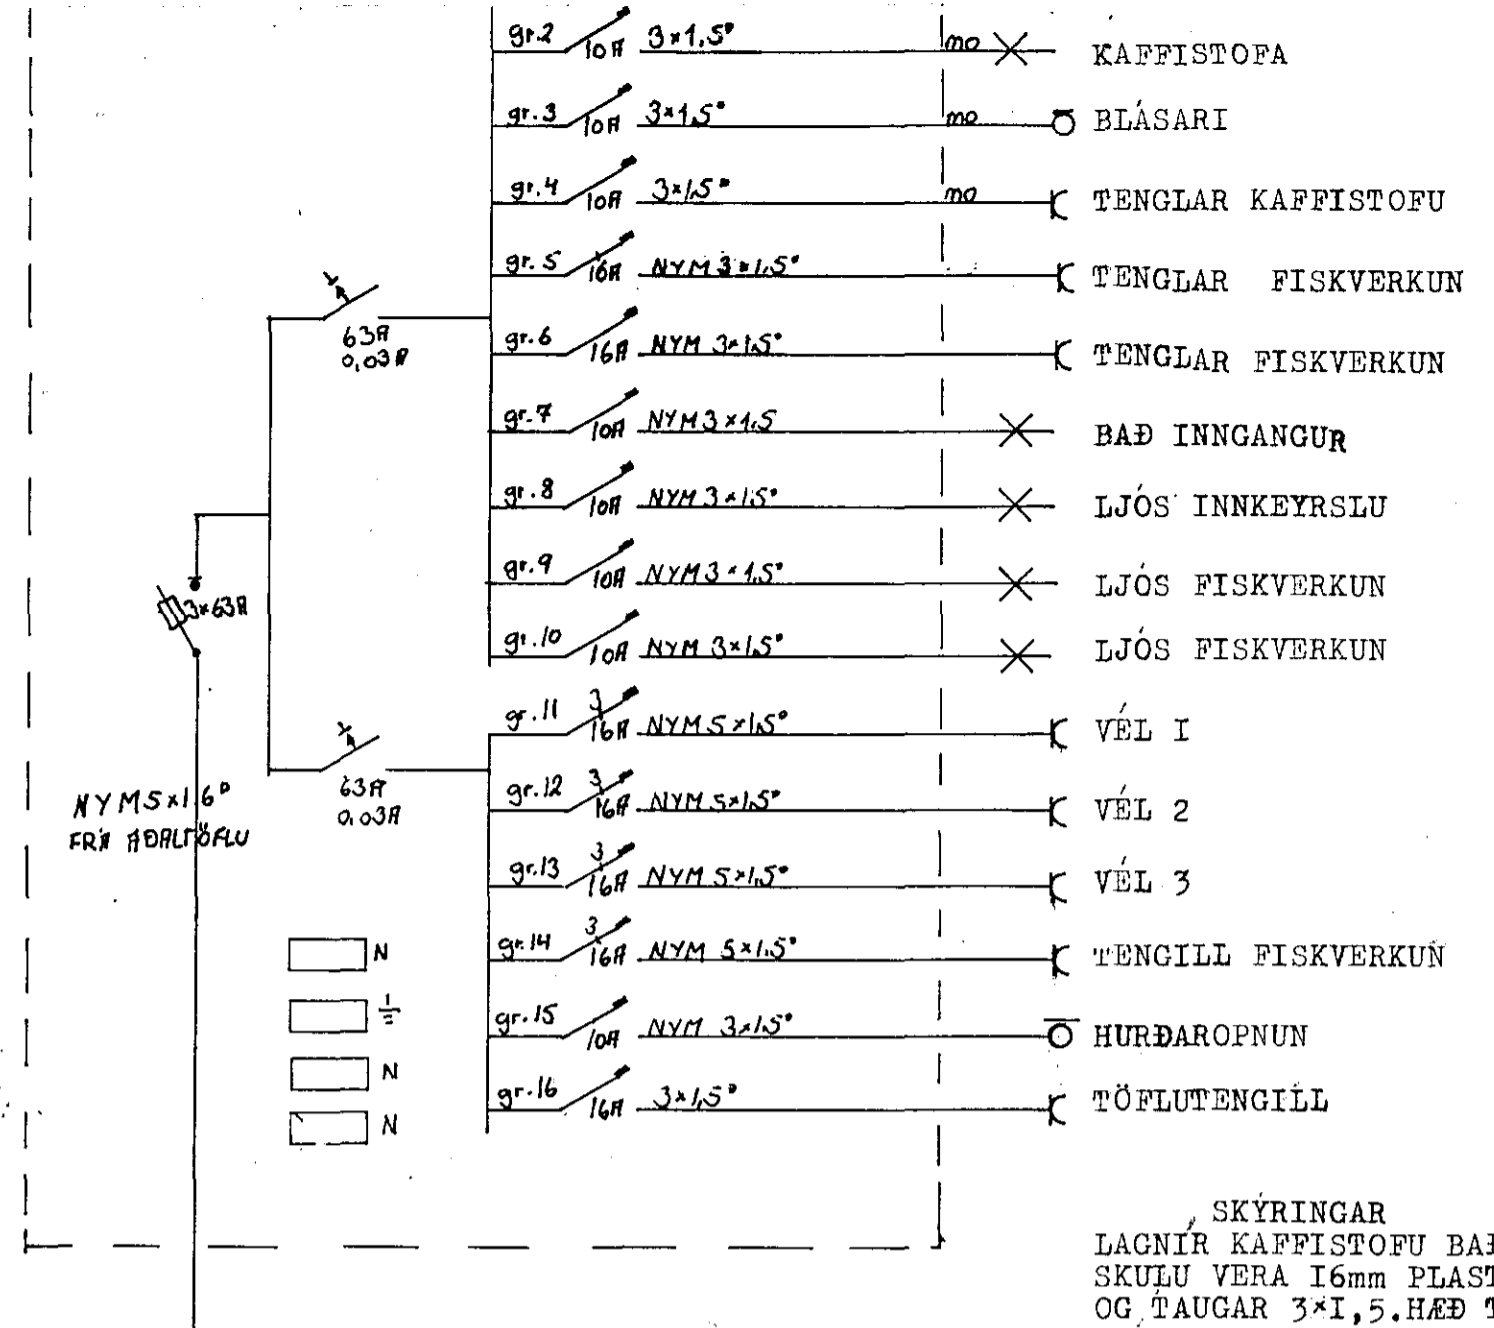 gr.2 10A 3×1,5° mo KAFFISTOFA
gr.3 10A 3×1,5° mo BLÁSARI
gr.4 10A 3×1,5° mo TENGLAR KAFFISTOFU
gr.5 16A NYM 3×1,5° TENGLAR FISKVERKUN
63A
0,03A
gr.6 16A NYM 3×1,5° TENGLAR FISKVERKUN
gr.7 10A NYM 3×1,5 BAÐ INNGANGUR
gr.8 10A NYM 3×1,5° LJÓS INNKEYRSLU
gr.9 10A NYM 3×1,5° LJÓS FISKVERKUN
3×63A
gr.10 10A NYM 3×1,5° LJÓS FISKVERKUN
gr.11 3 16A NYM 5×1,5° VÉL I
63A
0,03A
NYM 5×16°
FRÁ AÐALTÖFLU
gr.12 3 16A NYM 5×1,5° VÉL 2
gr.13 3 16A NYM 5×1,5° VÉL 3
gr.14 3 16A NYM 5×1,5° TENGILL FISKVERKUN
N
gr.15 10A NYM 3×1,5° HURÐAROPNUN
N
gr.16 16A 3×1,5° TÖFLUTENGILL
N
SKÝRINGAR
LAGNIR KAFFISTOFU
SKULU VERA I6mm PLAST
OG TAUGAR 3×I,5.HÆÐ